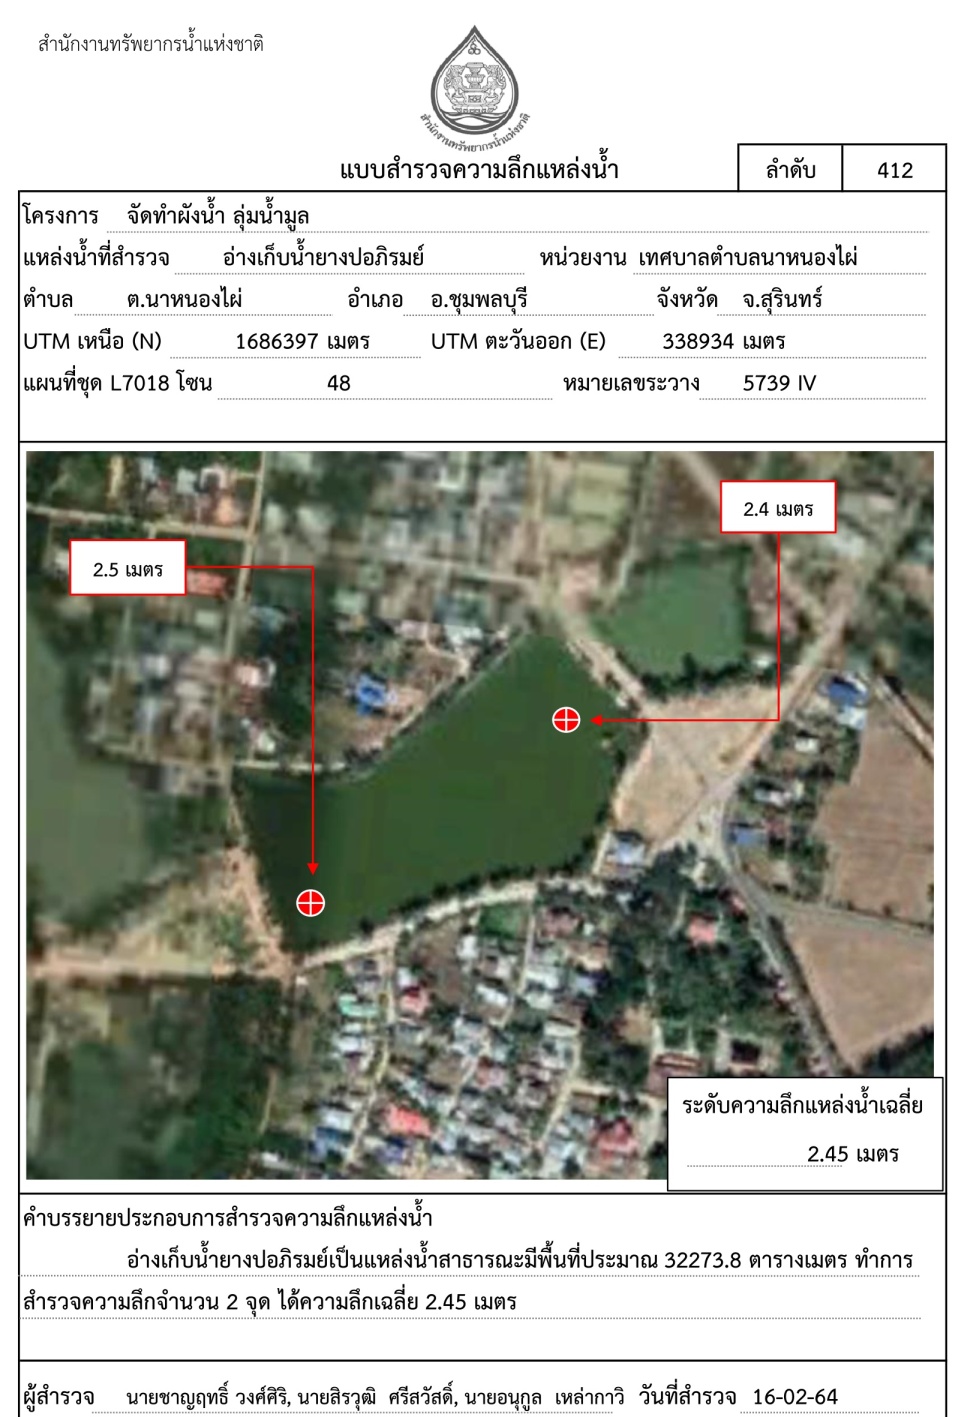 สำนักงานทรัพยากรน้ำแห่งชาติ
สำนักงานทรัพยากรน้ำแห่งชาติ
แบบสำรวจความลึกแหล่งน้ำ ลำดับ 412
โครงการ จัดทำผังน้ำ ลุ่มน้ำมูล
แหล่งน้ำที่สำรวจ อ่างเก็บน้ำยางปอภิรมย์ หน่วยงาน เทศบาลตำบลนาหนองไผ่
ตำบล ต.นาหนองไผ่ อำเภอ อ.ชุมพลบุรี จังหวัด จ.สุรินทร์
UTM เหนือ (N) 1686397 เมตร UTM ตะวันออก (E) 338934 เมตร
แผนที่ชุด L7018 โซน 48 หมายเลขระวาง 5739 IV
2.4 เมตร
2.5 เมตร
ระดับความลึกแหล่งน้ำเฉลี่ย
2.45 เมตร
คำบรรยายประกอบการสำรวจความลึกแหล่งน้ำ
อ่างเก็บน้ำยางปอภิรมย์เป็นแหล่งน้ำสาธารณะมีพื้นที่ประมาณ 32273.8 ตารางเมตร ทำการ
สำรวจความลึกจำนวน 2 จุด ได้ความลึกเฉลี่ย 2.45 เมตร
ผู้สำรวจ นายชาญฤทธิ์ วงศ์ศิริ, นายสิรวุฒิ ศรีสวัสดิ์, นายอนุกูล เหล่ากาวิ วันที่สำรวจ 16-02-64